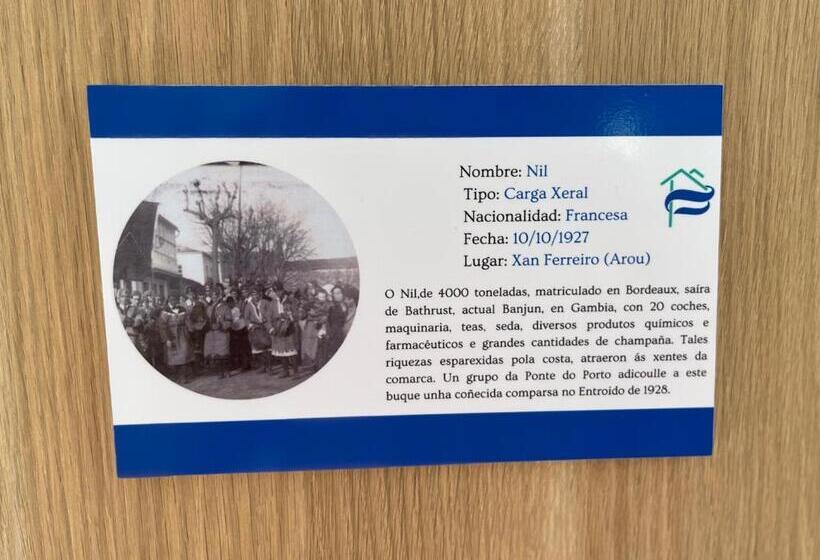 Nombre: Nil
Tipo: Carga Xeral
Nacionalidad: Francesa
Fecha: 10/10/1927
Lugar: Xan Ferreiro (Arou)
O Nil,de 4000 toneladas, matriculado en Bordeaux, saíra
de Bathrust, actual Banjun, en Gambia, con 20 coches,
maquinaria, teas, seda, diversos produtos químicos e
farmacéuticos e grandes cantidades de champaña. Tales
riquezas esparexidas pola costa, atraeron ás xentes da
comarca. Un grupo da Ponte do Porto adicoulle a este
buque unha coñecida comparsa no Entroido de 1928.